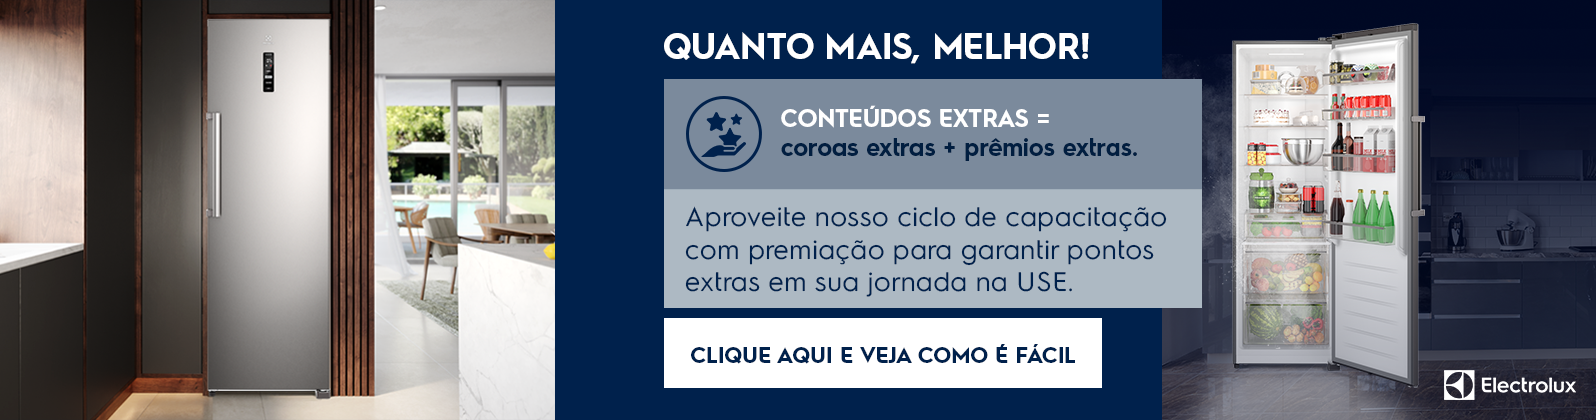 QUANTO MAIS, MELHOR!
CONTEÚDOS EXTRAS =
coroas extras + prêmios extras.
Aproveite nosso ciclo de capacitação
com premiação para garantir pontos
extras em sua jornada na USE.
CLIQUE AQUI E VEJA COMO É FÁCIL
Electrolux